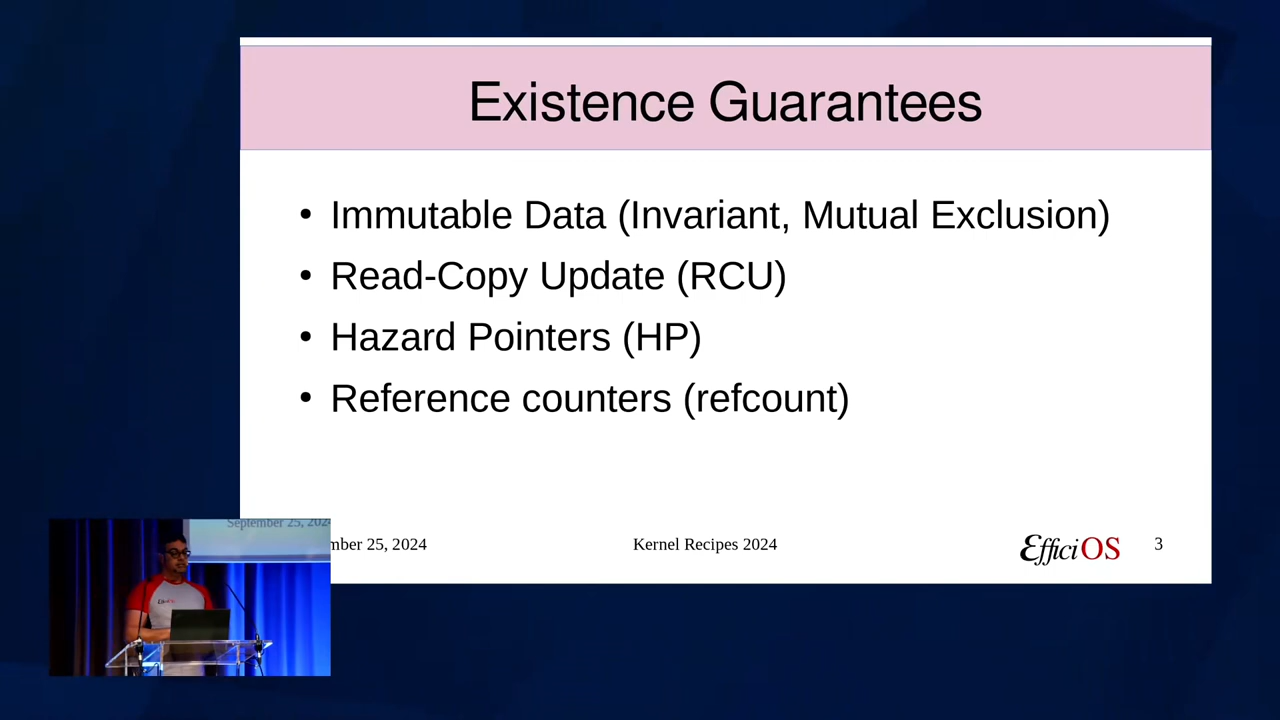 Existence Guarantees
• Immutable Data (Invariant, Mutual Exclusion)
• Read-Copy Update (RCU)
• Hazard Pointers (HP)
• Reference counters (refcount)
September 25, 202
mber 25, 2024
Kernel Recipes 2024
EfficiOS
3